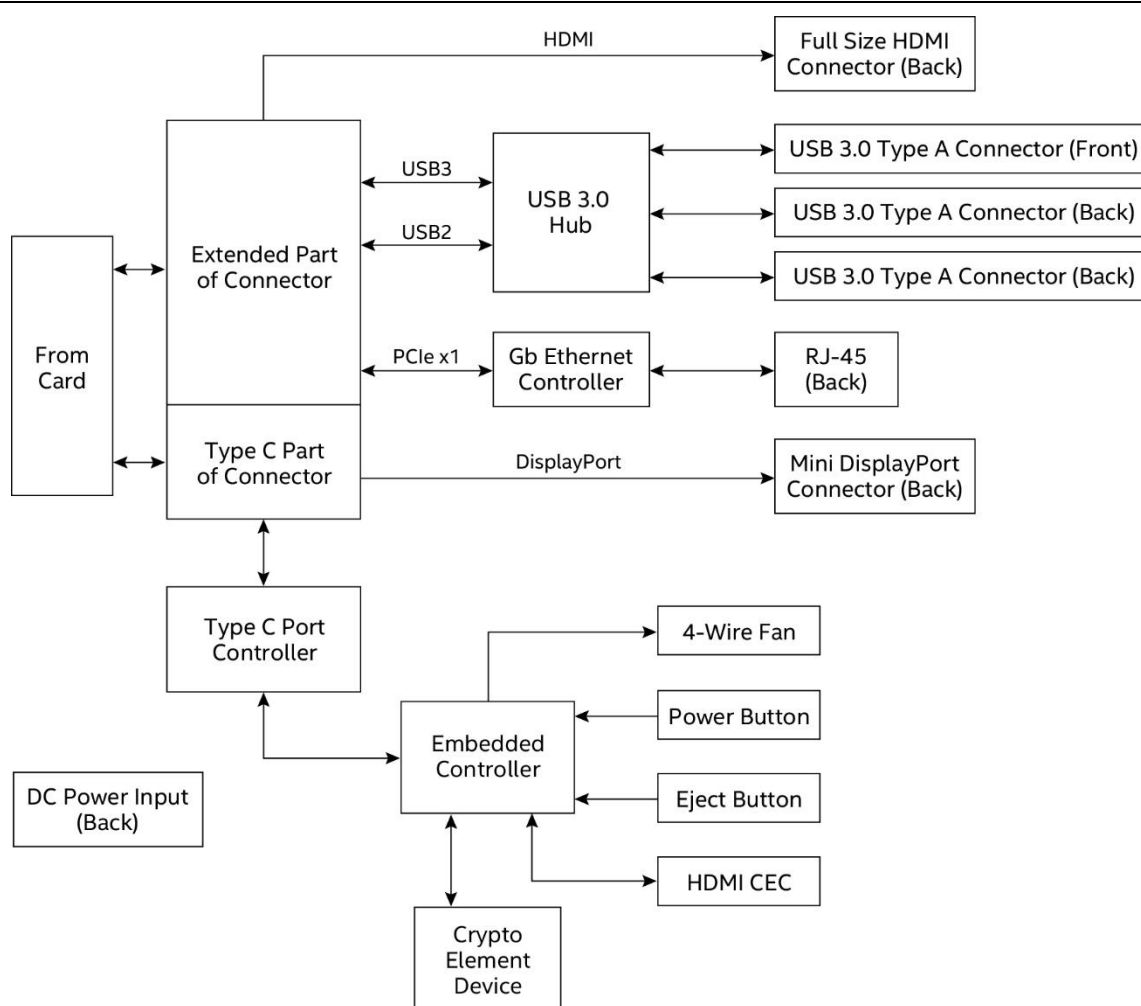 HDMI
Full Size HDMI
Connector (Back)
USB 3.0 Type A Connector (Front)
USB3
USB 3.0
Hub
USB 3.0 Type A Connector (Back)
USB2
Extended Part
of Connector
USB 3.0 Type A Connector (Back)
From
Card
PCIe x1
Gb Ethernet
Controller
RJ-45
(Back)
Type C Part
of Connector
DisplayPort
Mini DisplayPort
Connector (Back)
Type C Port
Controller
4-Wire Fan
Power Button
Embedded
Controller
DC Power Input
(Back)
Eject Button
HDMI CEC
Crypto
Element
Device